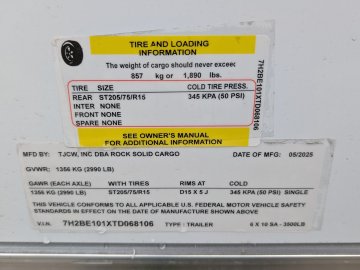 TIRE AND LOADING
INFORMATION
The weight of cargo should never exceed
857 kg or 1,890 lbs.
TIRE SIZE COLD TIRE PRESS.
REAR ST205/75/R15 345 KPA (50 PSI)
INTER NONE
FRONT NONE
SPARE NONE
SEE OWNER'S MANUAL
FOR ADDITIONAL INFORMATION
7H2BE101XTD068106
MFD BY: TJCW, INC DBA ROCK SOLID CARGO DATE OF MFG: 05/2025
GVWR: 1356 KG (2990 LB)
GAWR (EACH AXLE) WITH TIRES RIMS AT COLD
1356 KG (2990 LB) ST205/75/R15 D15 X 5 J 345 KPA (50 PSI) SINGLE
THIS VEHICLE CONFORMS TO ALL APPLICABLE U.S. FEDERAL MOTOR VEHICLE SAFETY
STANDARDS IN EFFECT ON THE DATE OF MANUFACTURE SHOWN ABOVE.
V.I.N. 7H2BE101XTD068106 TYPE: TRAILER 6 X 10 SA - 3500LB